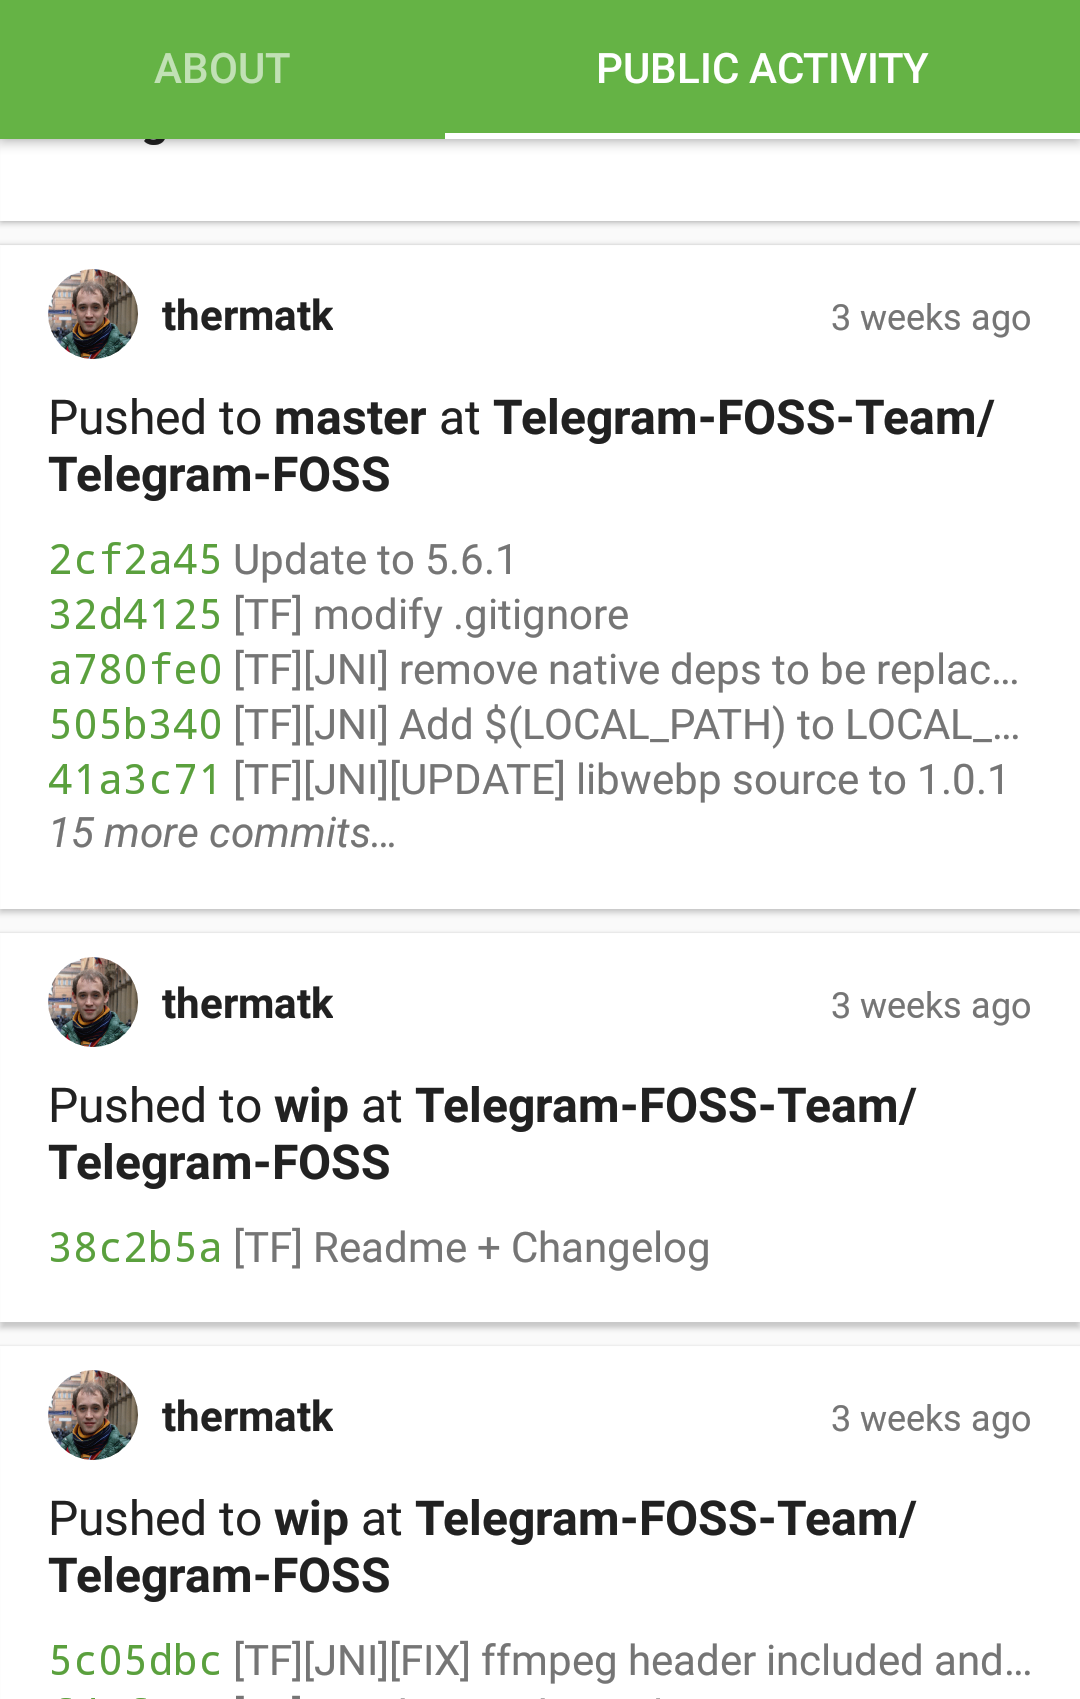 ABOUT
PUBLIC ACTIVITY
thermatk
3 weeks ago
Pushed to master at Telegram-FOSS-Team/
Telegram-FOSS
2cf2a45 Update to 5.6.1
32d4125 [TF] modify .gitignore
a780fe0 [TF][JNI] remove native deps to be replac…
505b340 [TF][JNI] Add $(LOCAL_PATH) to LOCAL_…
41a3c71 [TF][JNI][UPDATE] libwebp source to 1.0.1
15 more commits…
thermatk
3 weeks ago
Pushed to wip at Telegram-FOSS-Team/
Telegram-FOSS
38c2b5a [TF] Readme + Changelog
thermatk
3 weeks ago
Pushed to wip at Telegram-FOSS-Team/
Telegram-FOSS
5c05dbc [TF][JNI][FIX] ffmpeg header included and…